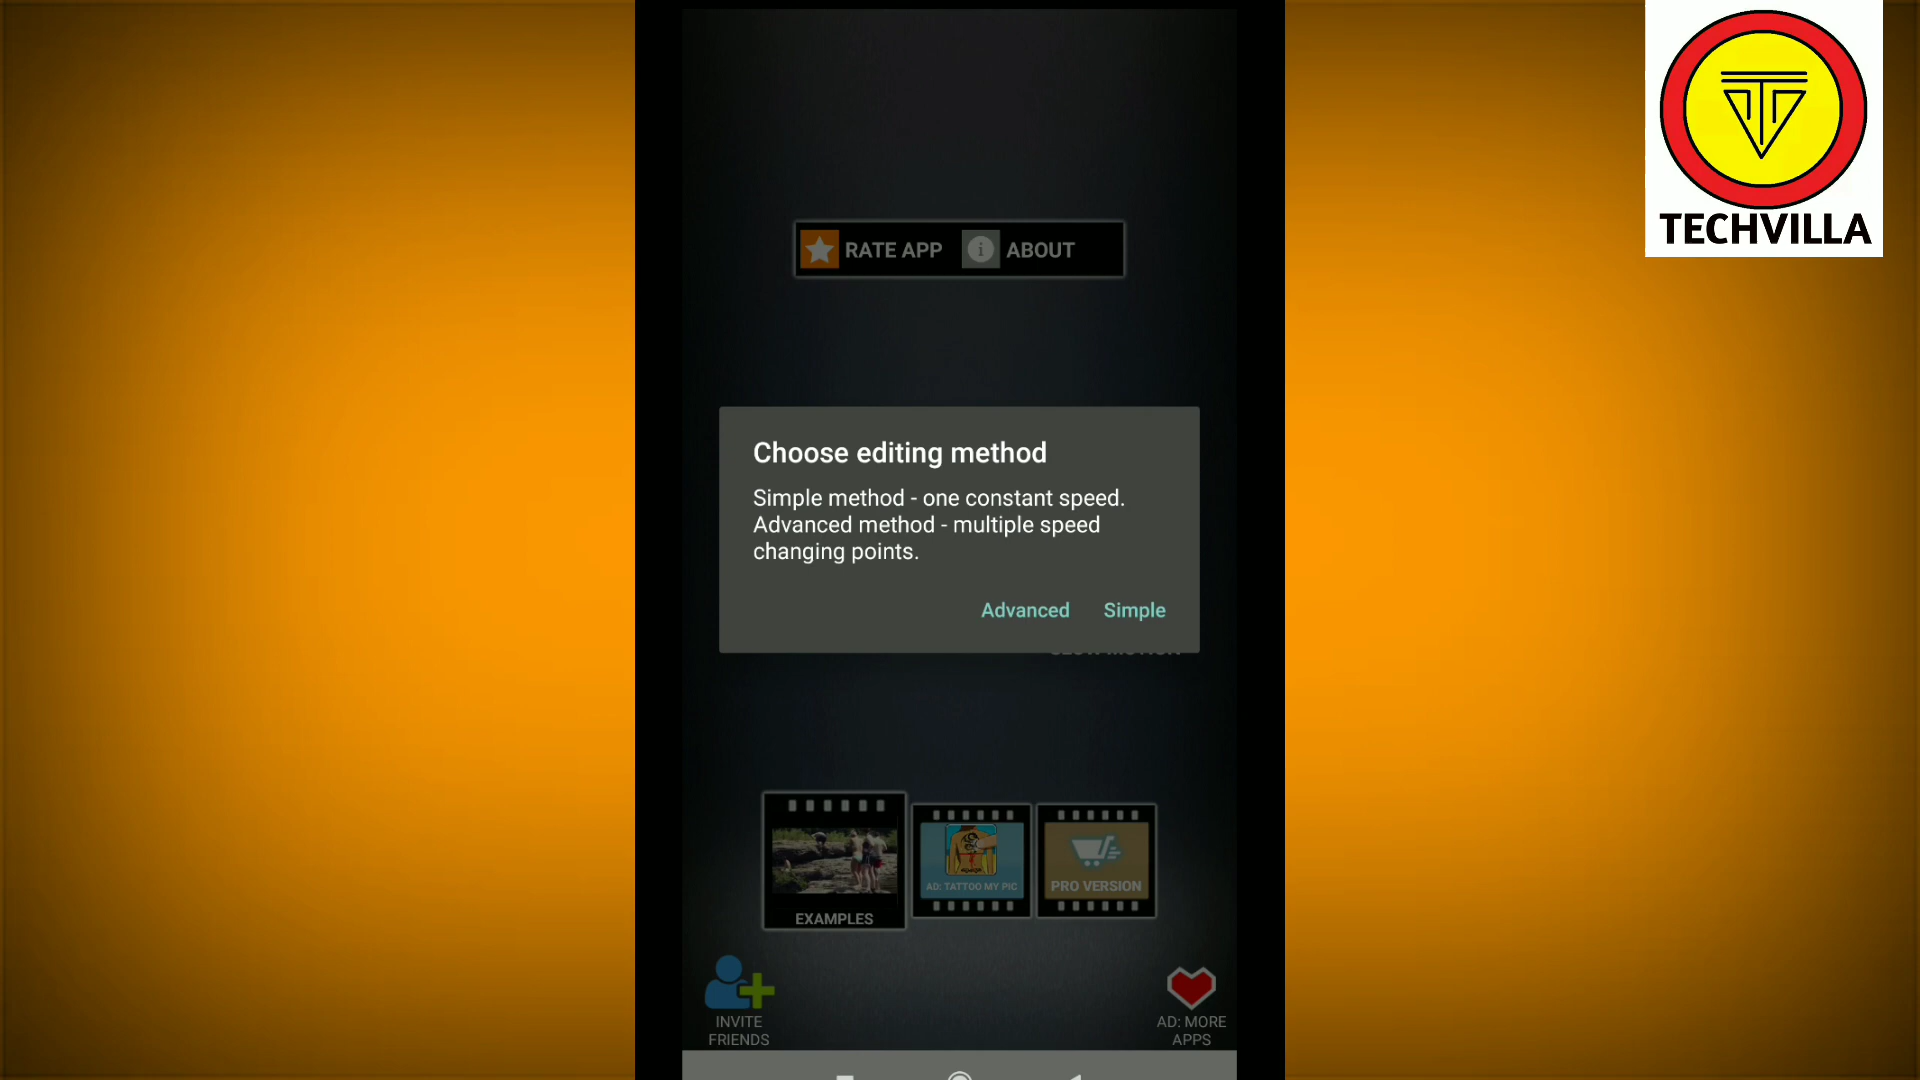 TECHVILLA
RATE APP
ABOUT
Choose editing method
Simple method - one constant speed.
Advanced method - multiple speed
changing points.
Advanced
Simple
EXAMPLES
AD: TATTOO MY PIC
PRO VERSION
INVITE
FRIENDS
AD: MORE
APPS